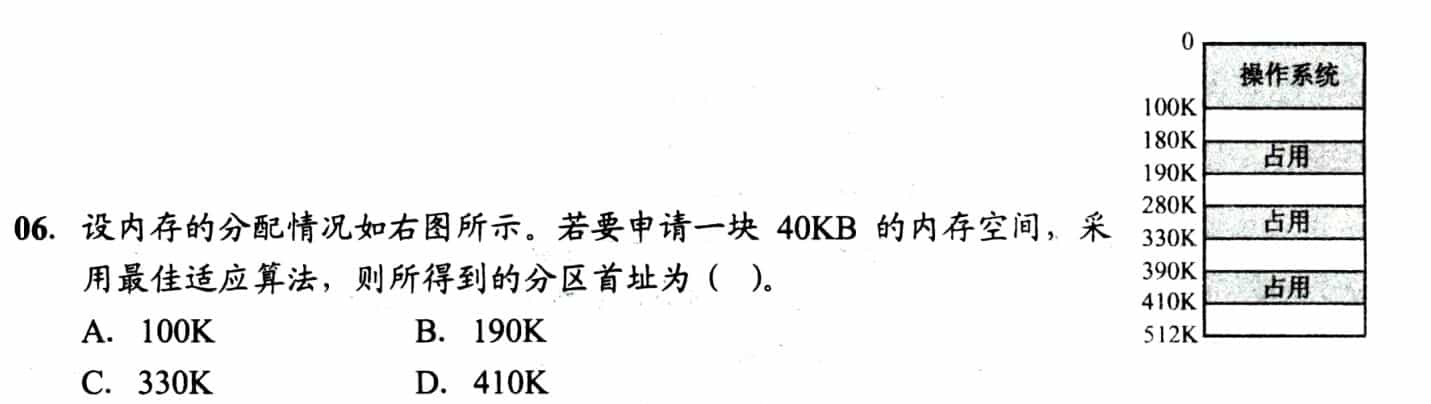 06. 设内存的分配情况如右图所示。若要申请一块 40KB 的内存空间，采
用最佳适应算法，则所得到的分区首址为（ ）。
A. 100K B. 190K
C. 330K D. 410K
0
操作系统
100K
180K
占用
190K
280K
占用
330K
390K
占用
410K
512K